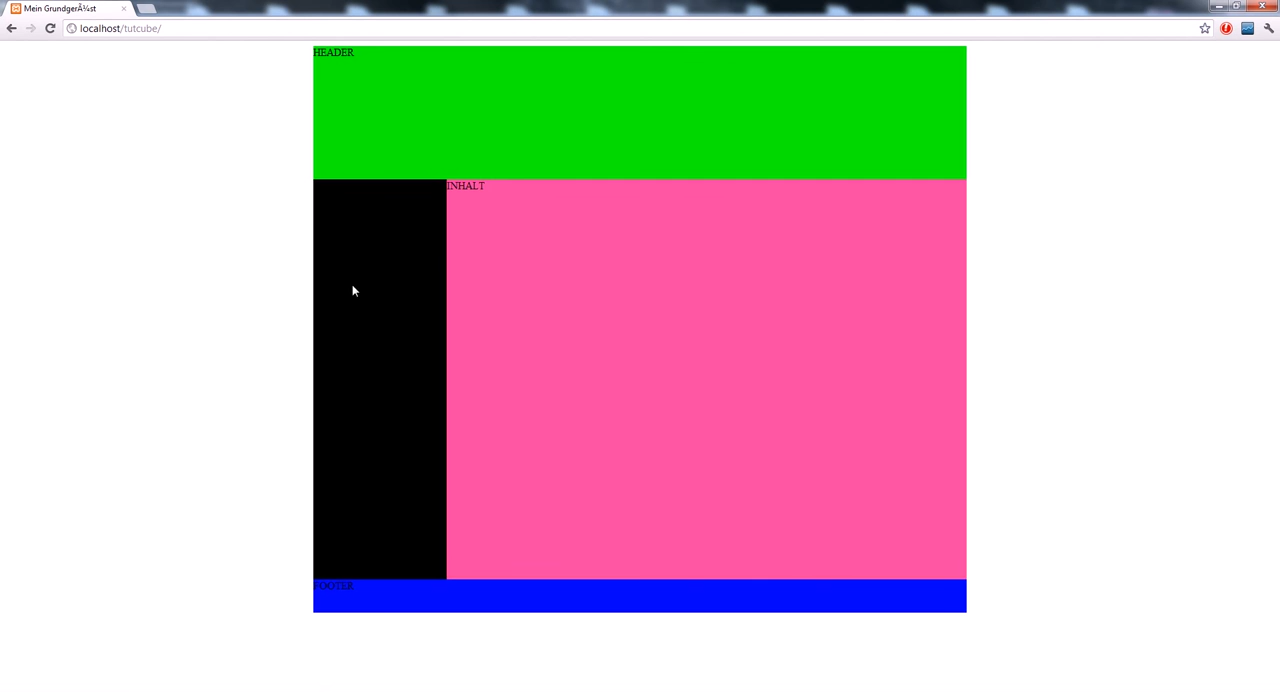 Mein GrundgerÃ¼st
localhost/tutcube/
HEADER
INHALT
FOOTER